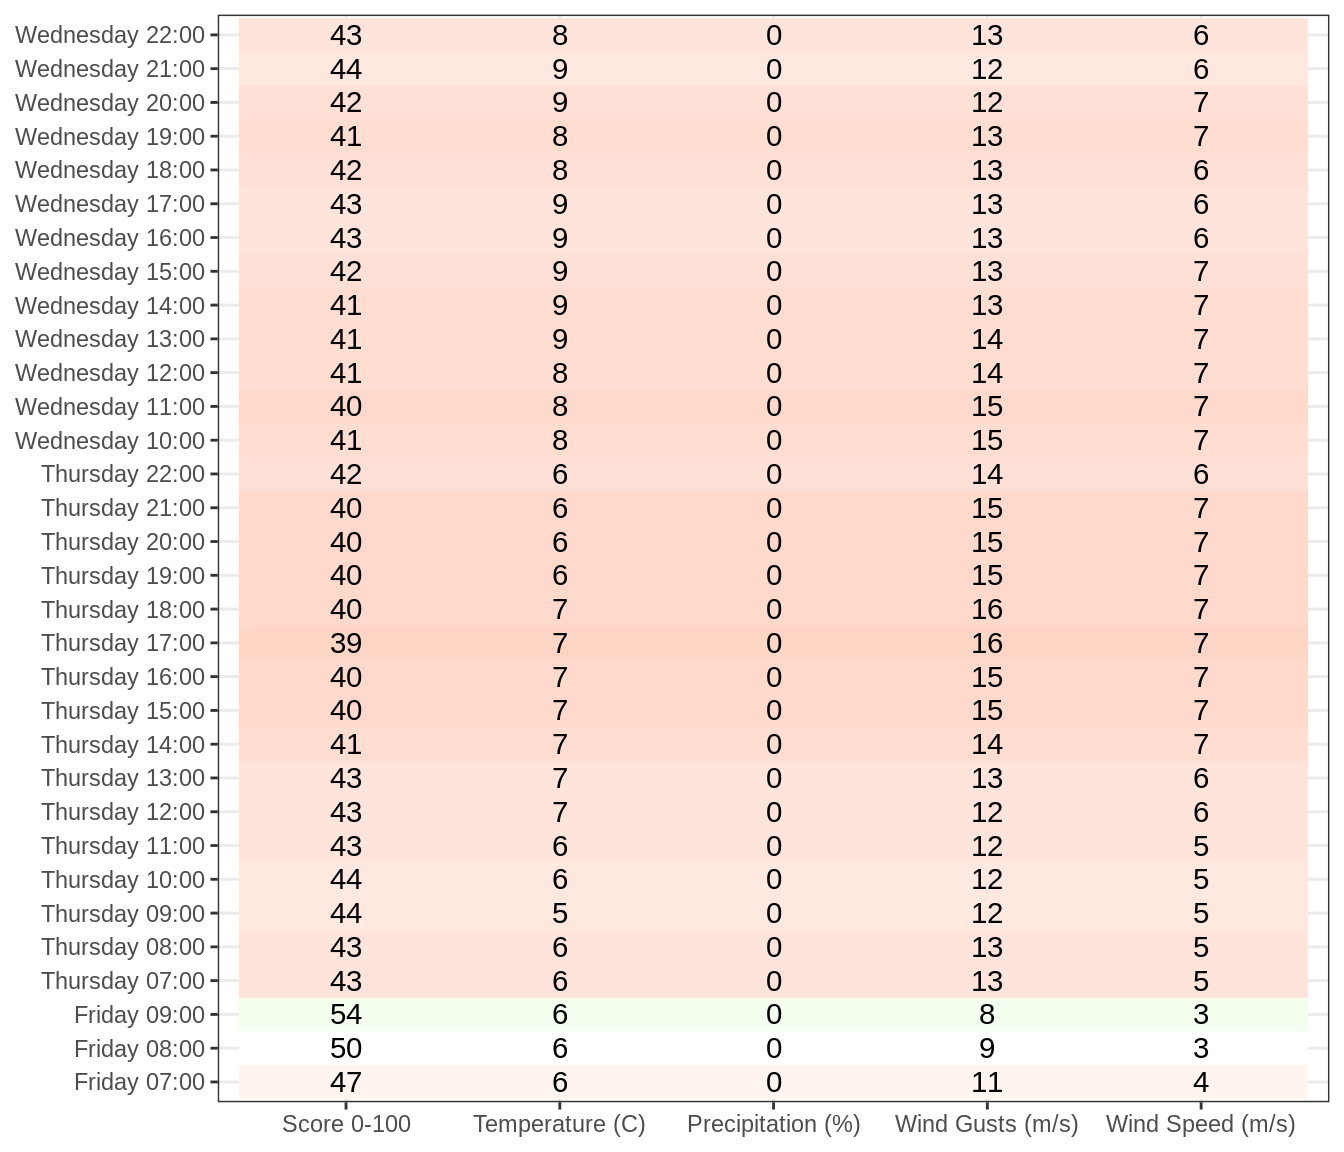 Wednesday 22:00 43 8 0 13 6
Wednesday 21:00 44 9 0 12 6
Wednesday 20:00 42 9 0 12 7
Wednesday 19:00 41 8 0 13 7
Wednesday 18:00 42 8 0 13 6
Wednesday 17:00 43 9 0 13 6
Wednesday 16:00 43 9 0 13 6
Wednesday 15:00 42 9 0 13 7
Wednesday 14:00 41 9 0 13 7
Wednesday 13:00 41 9 0 14 7
Wednesday 12:00 41 8 0 14 7
Wednesday 11:00 40 8 0 15 7
Wednesday 10:00 41 8 0 15 7
Thursday 22:00 42 6 0 14 6
Thursday 21:00 40 6 0 15 7
Thursday 20:00 40 6 0 15 7
Thursday 19:00 40 6 0 15 7
Thursday 18:00 40 7 0 16 7
Thursday 17:00 39 7 0 16 7
Thursday 16:00 40 7 0 15 7
Thursday 15:00 40 7 0 15 7
Thursday 14:00 41 7 0 14 7
Thursday 13:00 43 7 0 13 6
Thursday 12:00 43 7 0 12 6
Thursday 11:00 43 6 0 12 5
Thursday 10:00 44 6 0 12 5
Thursday 09:00 44 5 0 12 5
Thursday 08:00 43 6 0 13 5
Thursday 07:00 43 6 0 13 5
Friday 09:00 54 6 0 8 3
Friday 08:00 50 6 0 9 3
Friday 07:00 47 6 0 11 4
Score 0-100 Temperature (C) Precipitation (%) Wind Gusts (m/s) Wind Speed (m/s)